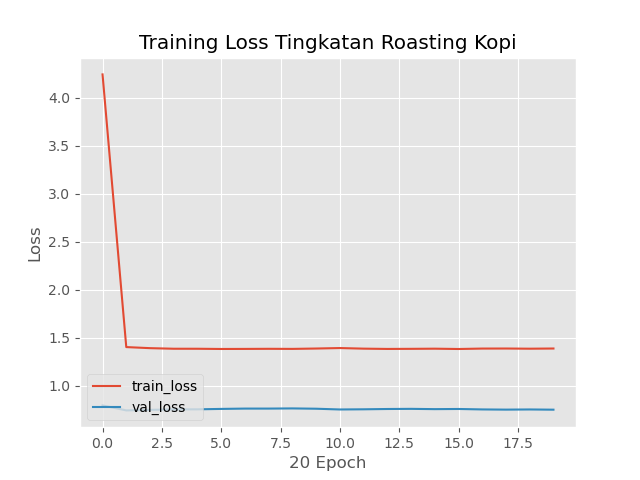 Training Loss Tingkatan Roasting Kopi
4.0
3.5
3.0
2.5
2.0
1.5
1.0
Loss
train_loss
val_loss
0.0 2.5 5.0 7.5 10.0 12.5 15.0 17.5
20 Epoch